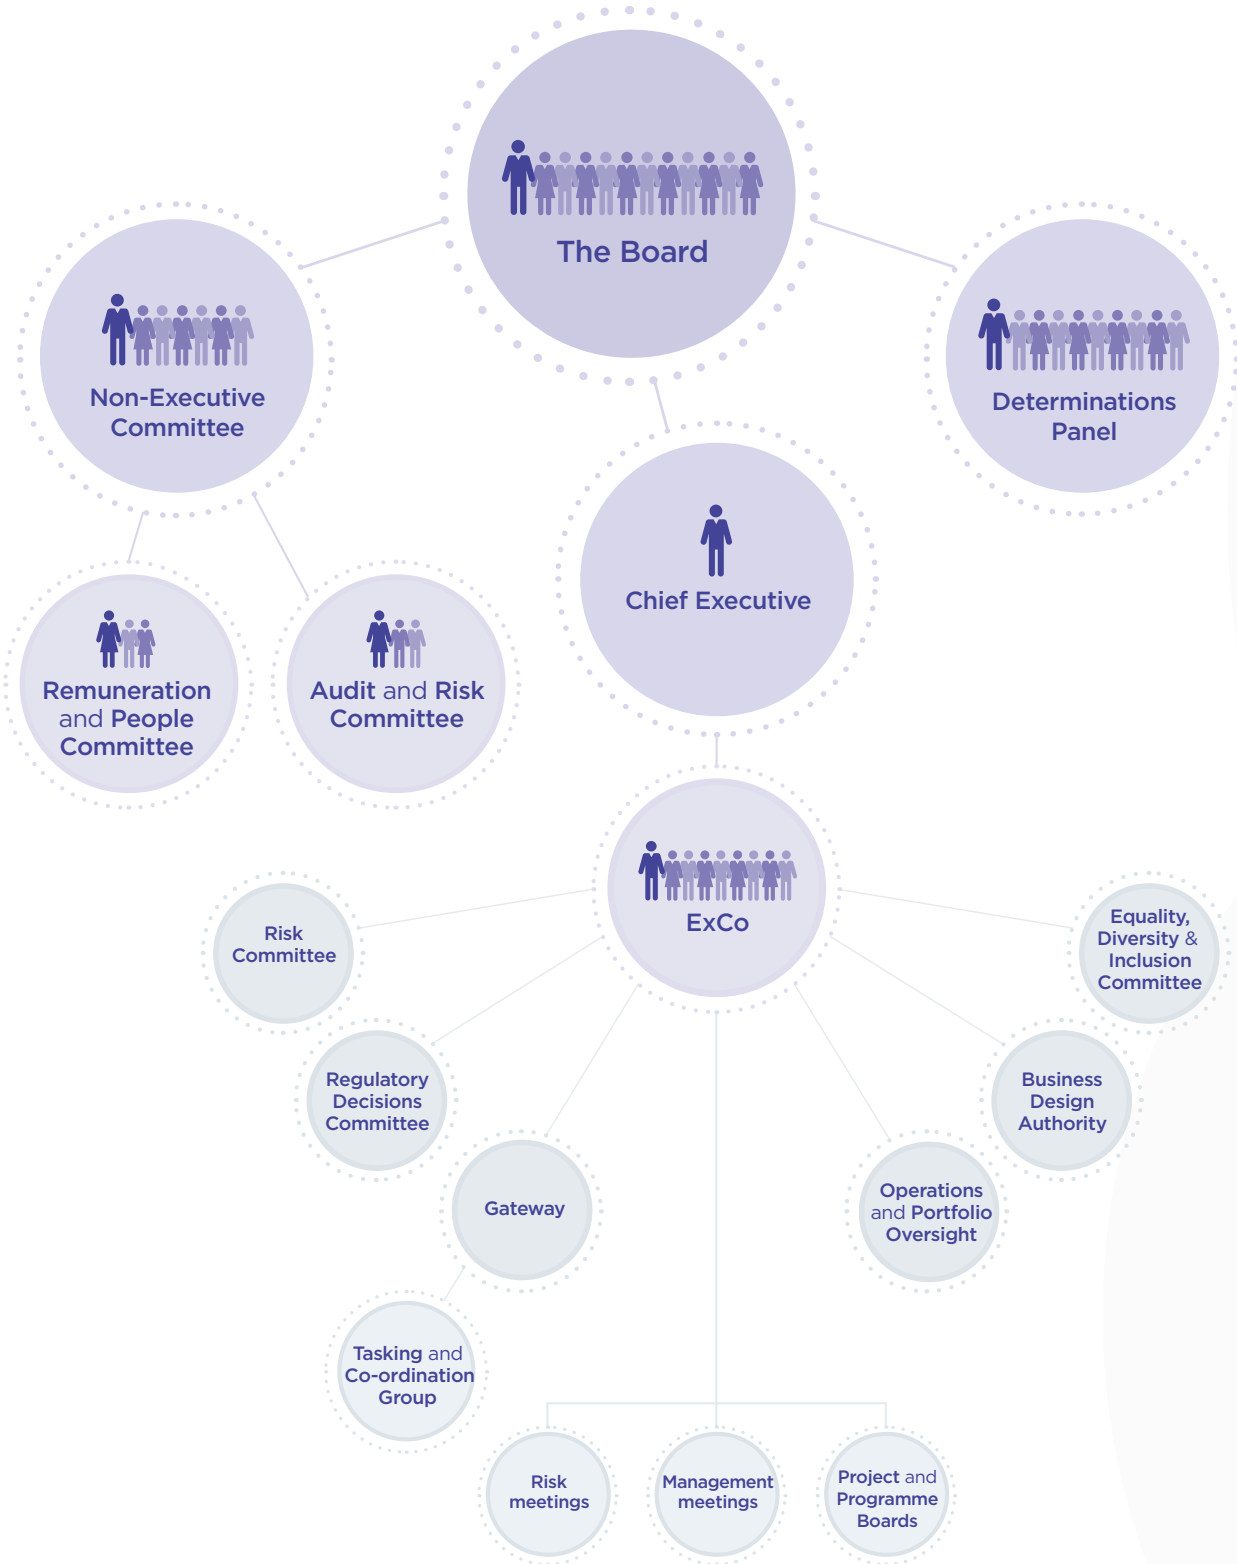 The Board
Non-Executive
Committee
Determinations
Panel
Chief Executive
Remuneration
and People
Committee
Audit and Risk
Committee
ExCo
Risk
Committee
Equality,
Diversity &
Inclusion
Committee
Regulatory
Decisions
Committee
Business
Design
Authority
Gateway
Operations
and Portfolio
Oversight
Tasking and
Co-ordination
Group
Risk
meetings
Management
meetings
Project and
Programme
Boards